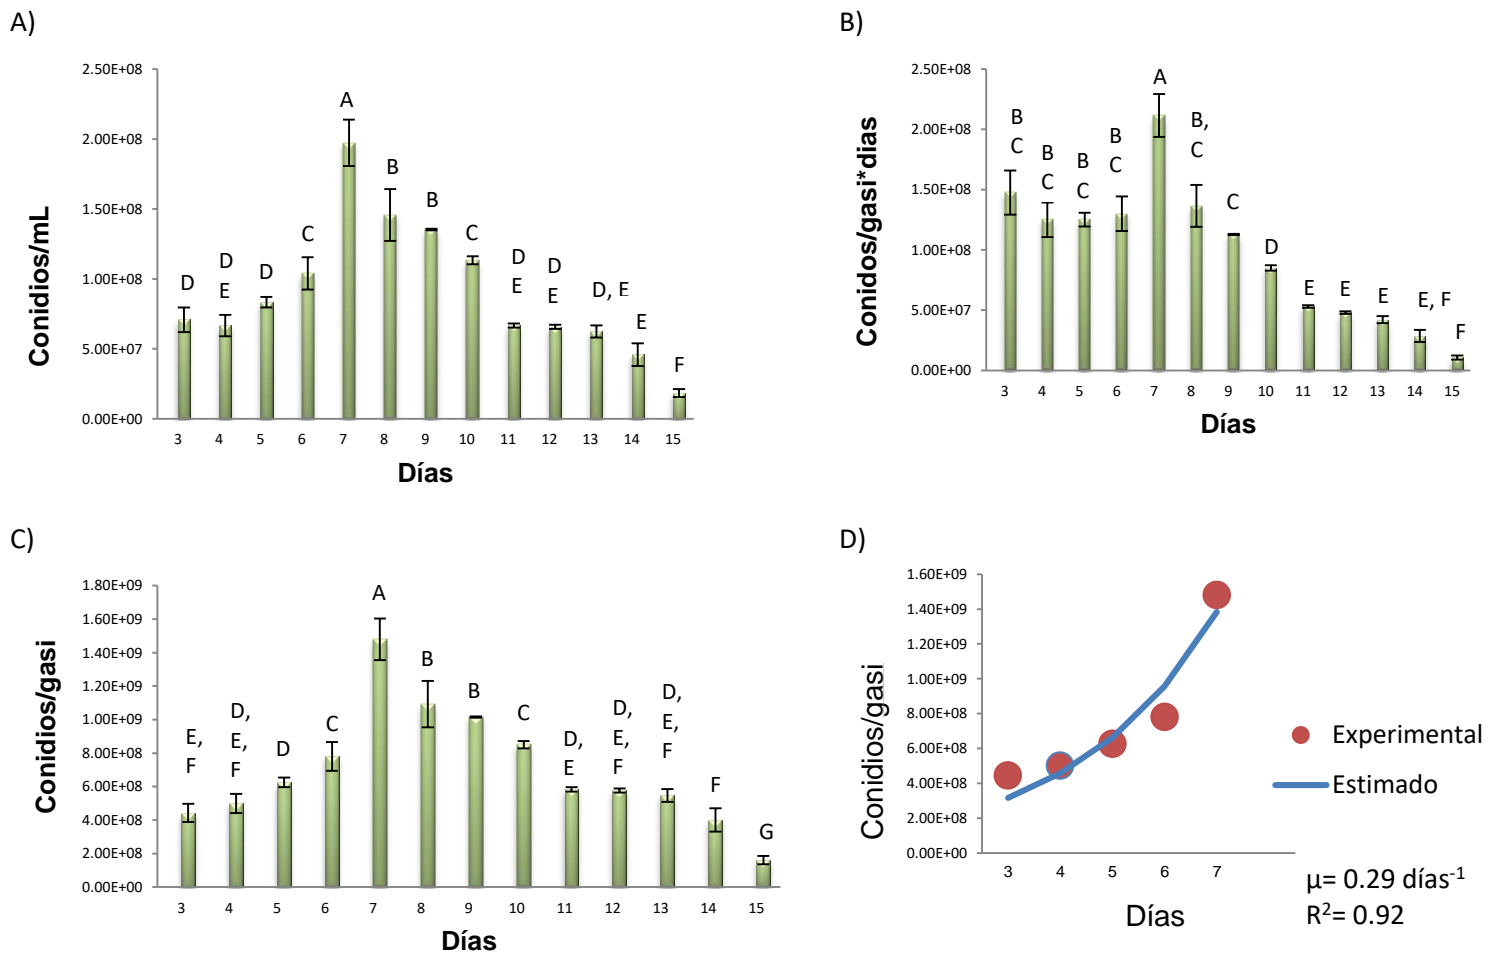 A)
2.50E+08
2.00E+08
1.50E+08
1.00E+08
5.00E+07
0.00E+00
Conidios/mL
D
D
E
D
C
A
B
B
C
D
E
D
E
D, E
E
F
3 4 5 6 7 8 9 10 11 12 13 14 15
Días
B)
2.50E+08
2.00E+08
1.50E+08
1.00E+08
5.00E+07
0.00E+00
Conidos/gasi*dias
B
C
B
C
B
C
B
C
A
B,
C
C
D
E
E
E
E, F
F
3 4 5 6 7 8 9 10 11 12 13 14 15
Días
C)
1.80E+09
1.60E+09
1.40E+09
1.20E+09
1.00E+09
8.00E+08
6.00E+08
4.00E+08
2.00E+08
0.00E+00
Conidios/gasi
E,
F
D,
E,
F
D
C
A
B
B
C
D,
E
D,
E,
F
D,
E,
F
F
G
3 4 5 6 7 8 9 10 11 12 13 14 15
Días
D)
1.60E+09
1.40E+09
1.20E+09
1.00E+09
8.00E+08
6.00E+08
4.00E+08
2.00E+08
0.00E+00
Conidios/gasi
3 4 5 6 7
Días
Experimental
Estimado
μ= 0.29 días⁻¹
R²= 0.92